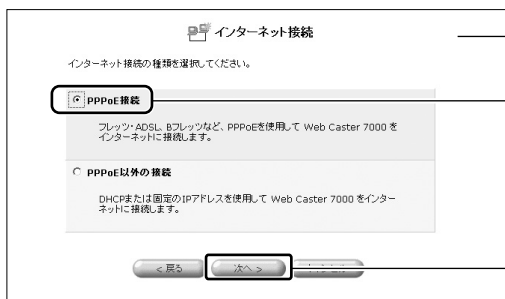 インターネット接続
インターネット接続の種類を選択してください。
PPPoE接続
フレッツ・ADSL、Bフレッツなど、PPPoEを使用して Web Caster 7000 を
インターネットに接続します。
PPPoE以外の接続
DHCPまたは固定のIPアドレスを使用して Web Caster 7000 をインター
ネットに接続します。
< 戻る
次へ >